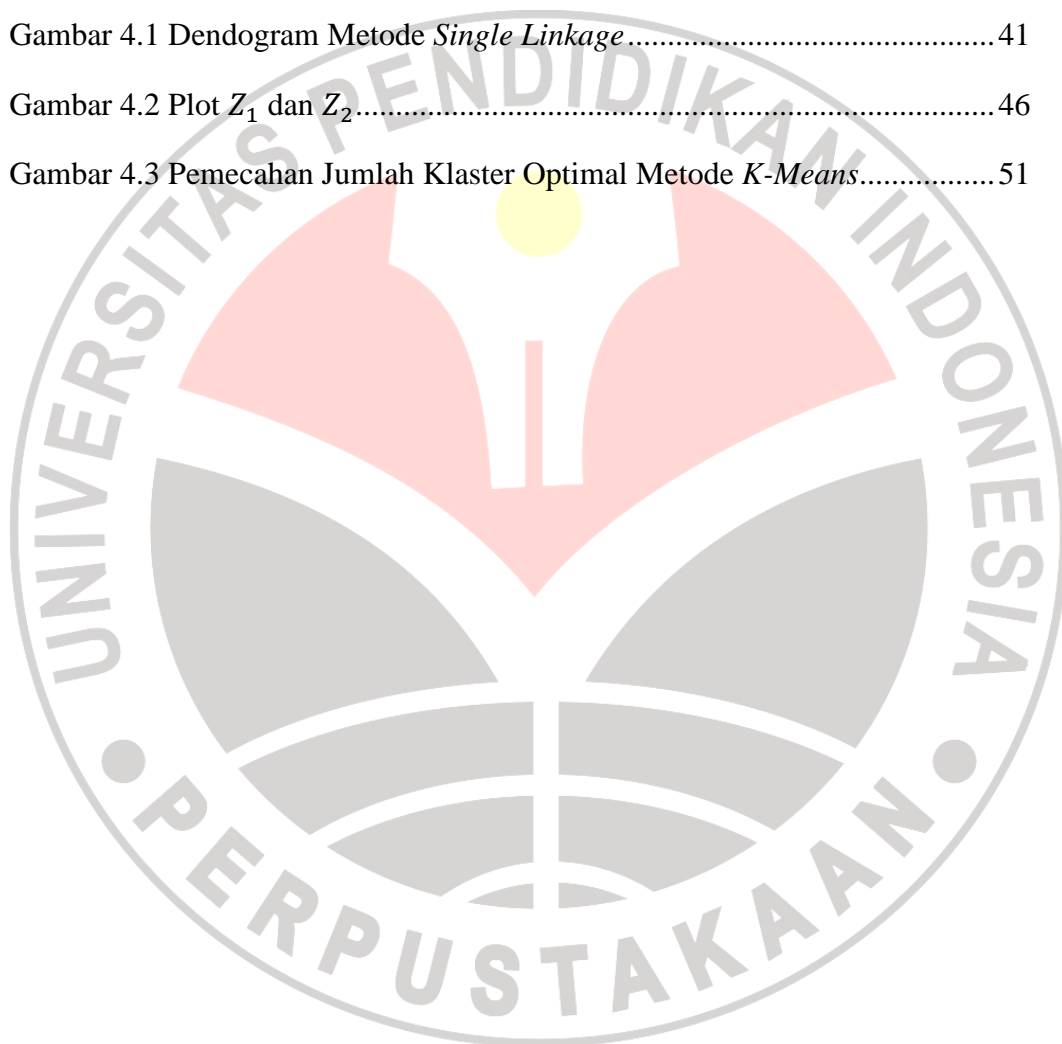 Gambar 4.1 Dendogram Metode Single Linkage.......................................... 41
Gambar 4.2 Plot Z₁ dan Z₂.................................................................................... 46
Gambar 4.3 Pemecahan Jumlah Klaster Optimal Metode K-Means................. 51
UNIVERSITAS PENDIDIKAN INDONESIA
PERPUSTAKAAN